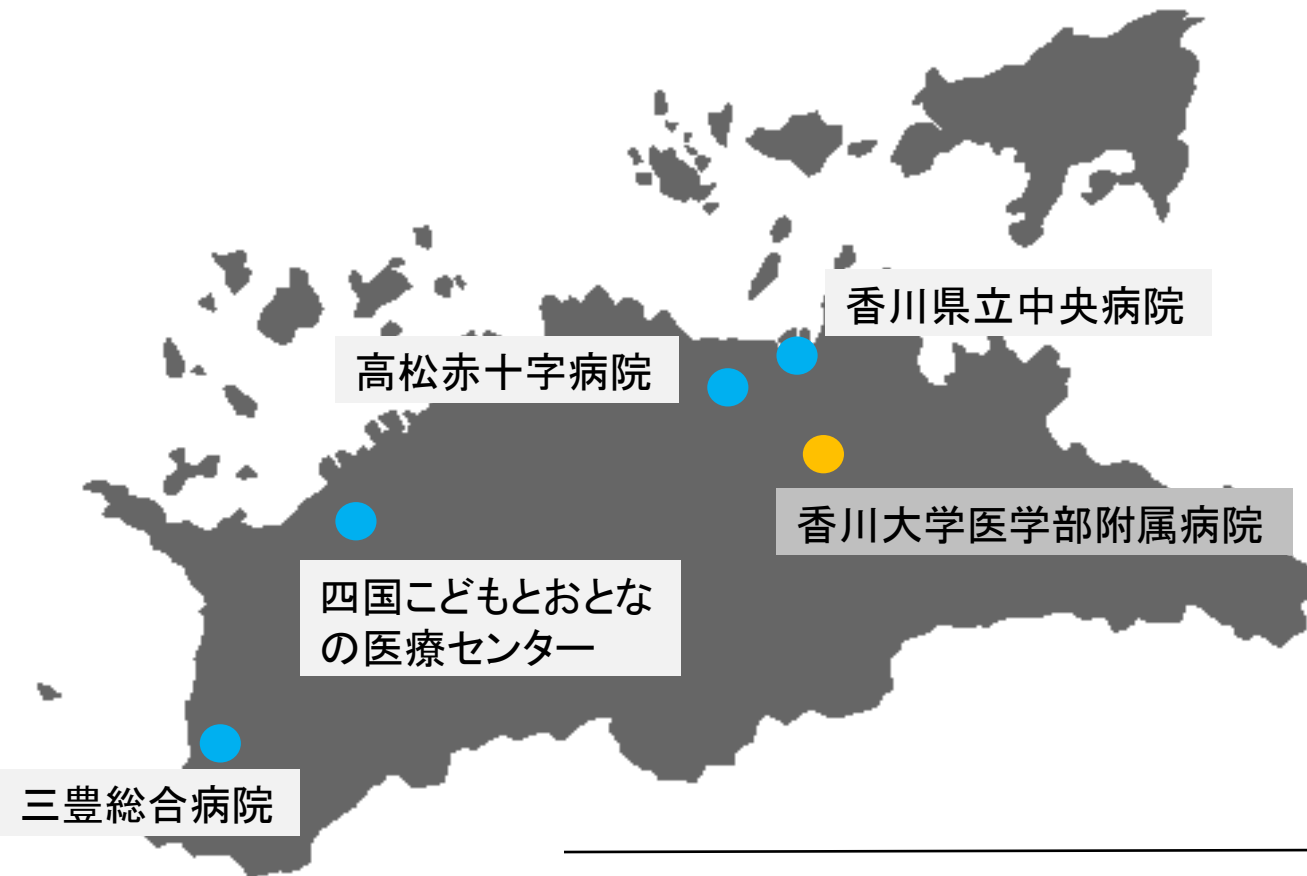 香川県立中央病院
高松赤十字病院
香川大学医学部附属病院
四国こどもとおとな
の医療センター
三豊総合病院